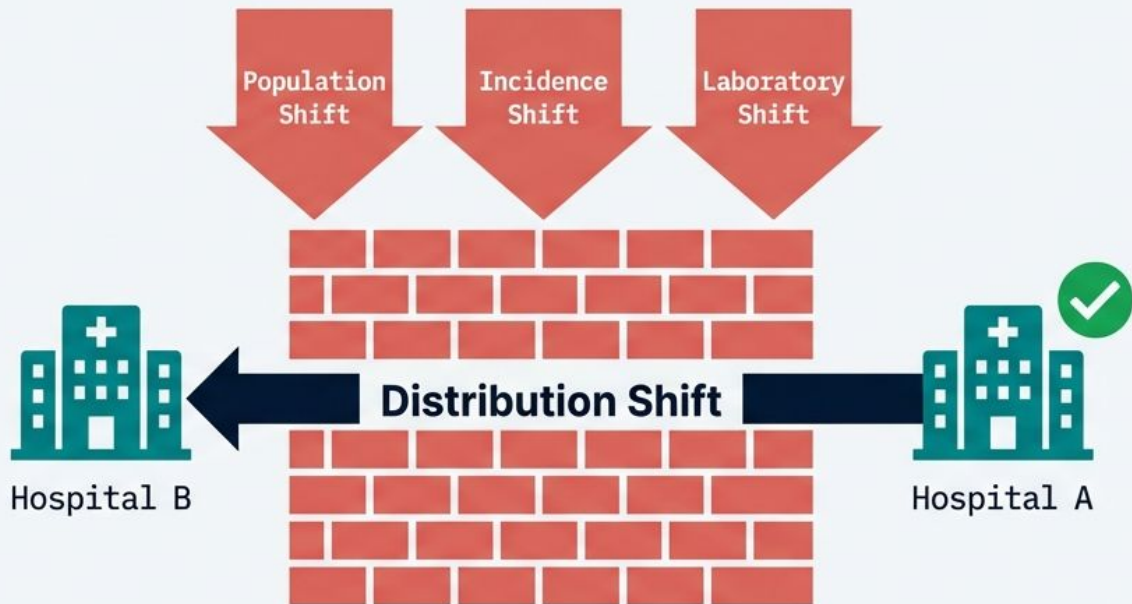 Population
Shift
Incidence
Shift
Laboratory
Shift
Distribution Shift
Hospital B
Hospital A